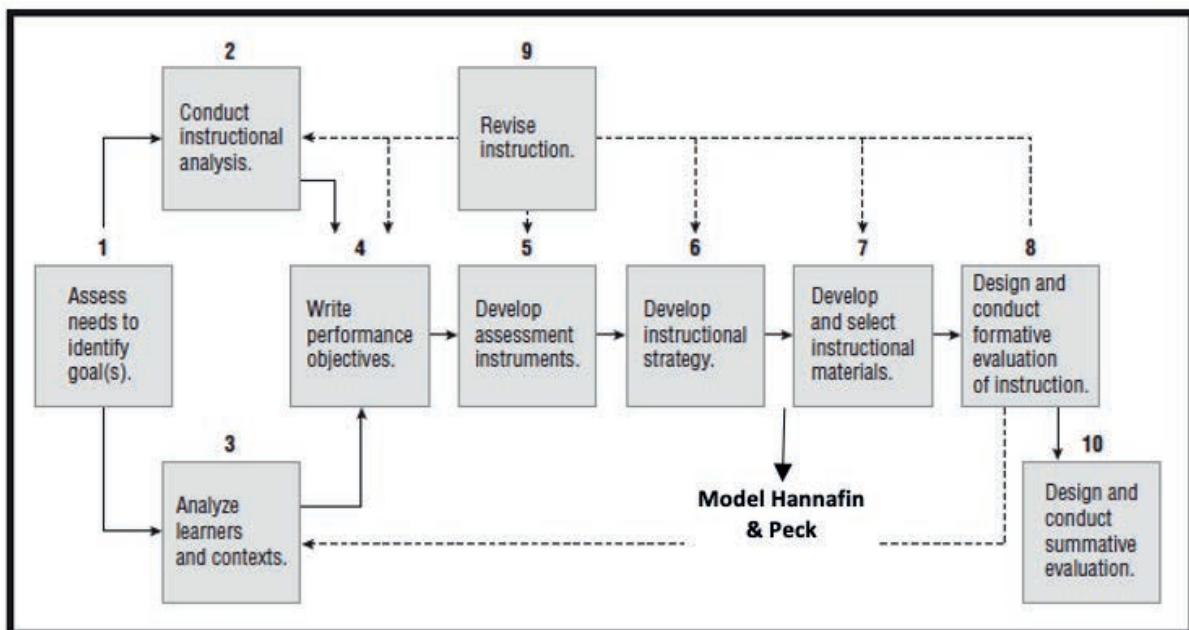 2
Conduct
instructional
analysis.
9
Revise
instruction.
1
Assess
needs to
identify
goal(s).
4
Write
performance
objectives.
5
Develop
assessment
instruments.
6
Develop
instructional
strategy.
7
Develop
and select
instructional
materials.
8
Design and
conduct
formative
evaluation
of instruction.
3
Analyze
learners
and contexts.
Model Hannafin
& Peck
10
Design and
conduct
summative
evaluation.